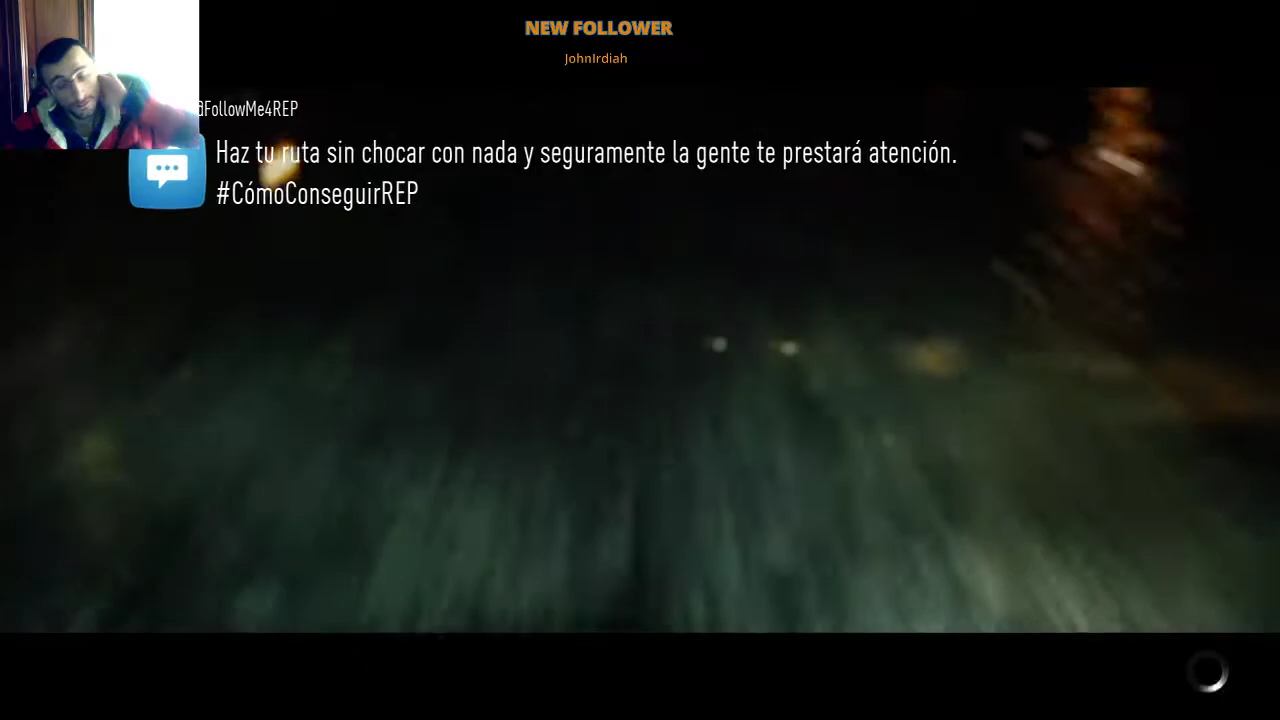 NEW FOLLOWER
JohnIrdiah
@FollowMe4REP
Haz tu ruta sin chocar con nada y seguramente la gente te prestará atención.
#CómoConseguirREP